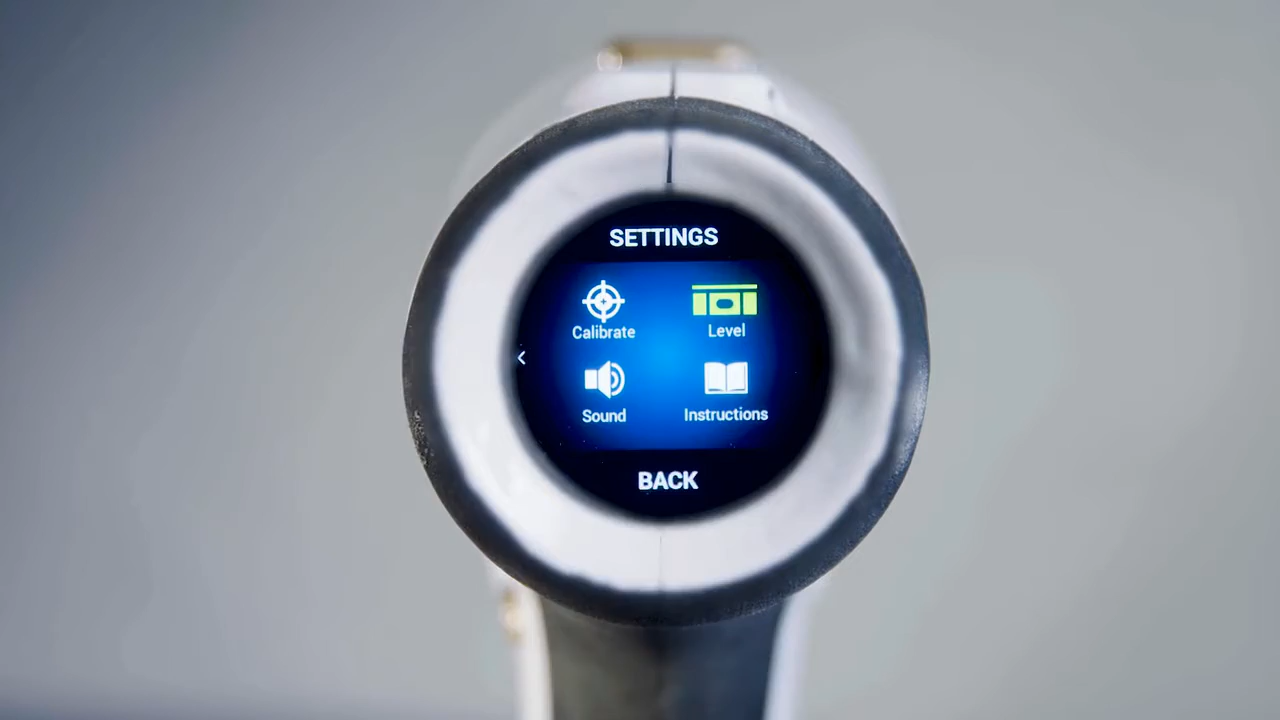 SETTINGS
Calibrate
Level
Sound
Instructions
BACK